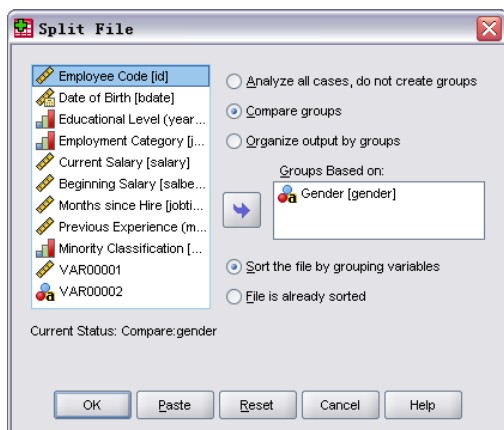 Split File
Employee Code [id]
Date of Birth [bdate]
Educational Level (year...
Employment Category [j...
Current Salary [salary]
Beginning Salary [salbe...
Months since Hire [jobti...
Previous Experience (m...
Minority Classification [...
VAR00001
VAR00002
Analyze all cases, do not create groups
Compare groups
Organize output by groups
Groups Based on:
Gender [gender]
Sort the file by grouping variables
File is already sorted
Current Status: Compare:gender
OK
Paste
Reset
Cancel
Help